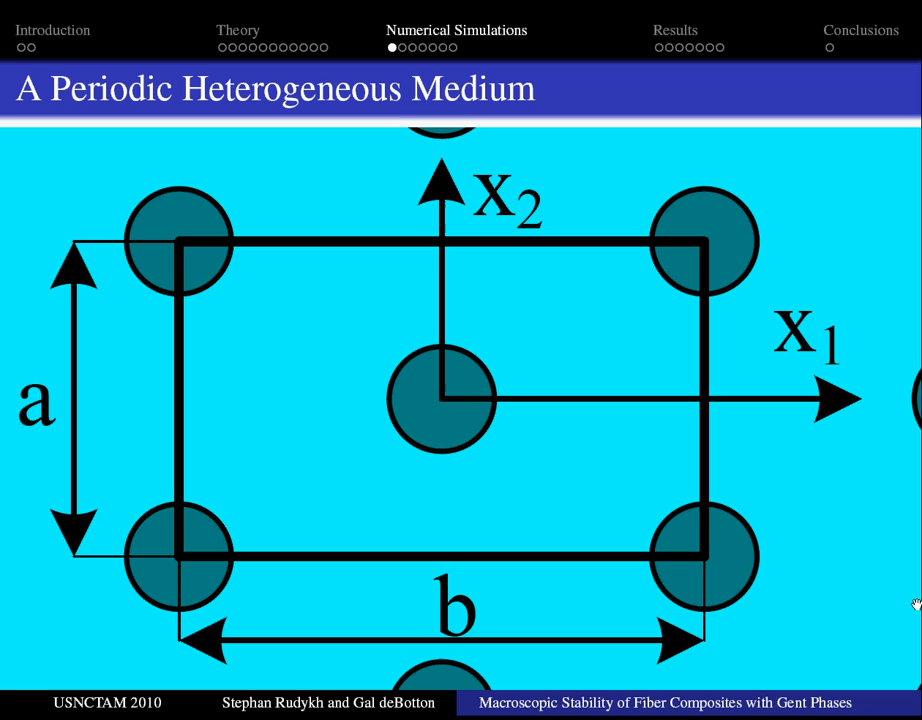 Introduction Theory Numerical Simulations Results Conclusions
A Periodic Heterogeneous Medium
x2
x1
a
b
USNCTAM 2010 Stephan Rudykh and Gal deBotton Macroscopic Stability of Fiber Composites with Gent Phases